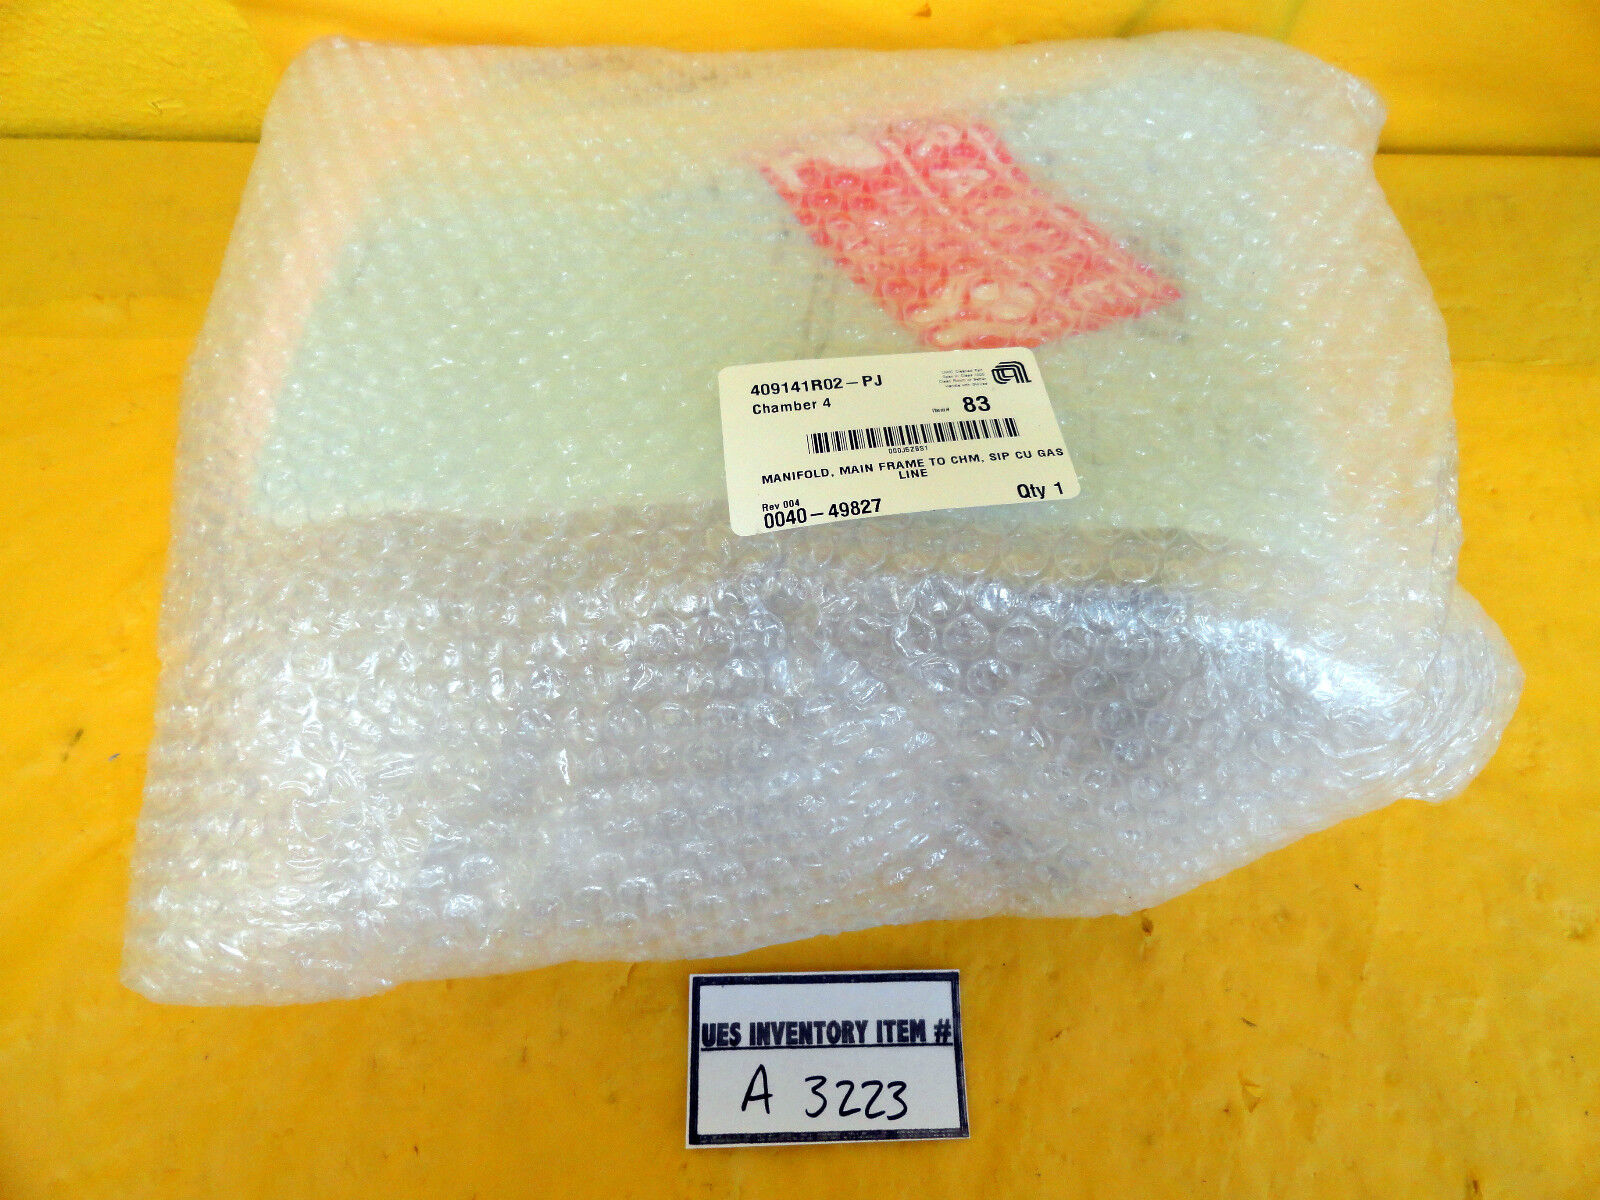 409141R02-PJ
Chamber 4
Item# 83
MANIFOLD, MAIN FRAME TO CHM, SIP CU GAS
LINE
Rev 004
0040-49827
Qty 1
UES INVENTORY ITEM #
A 3223